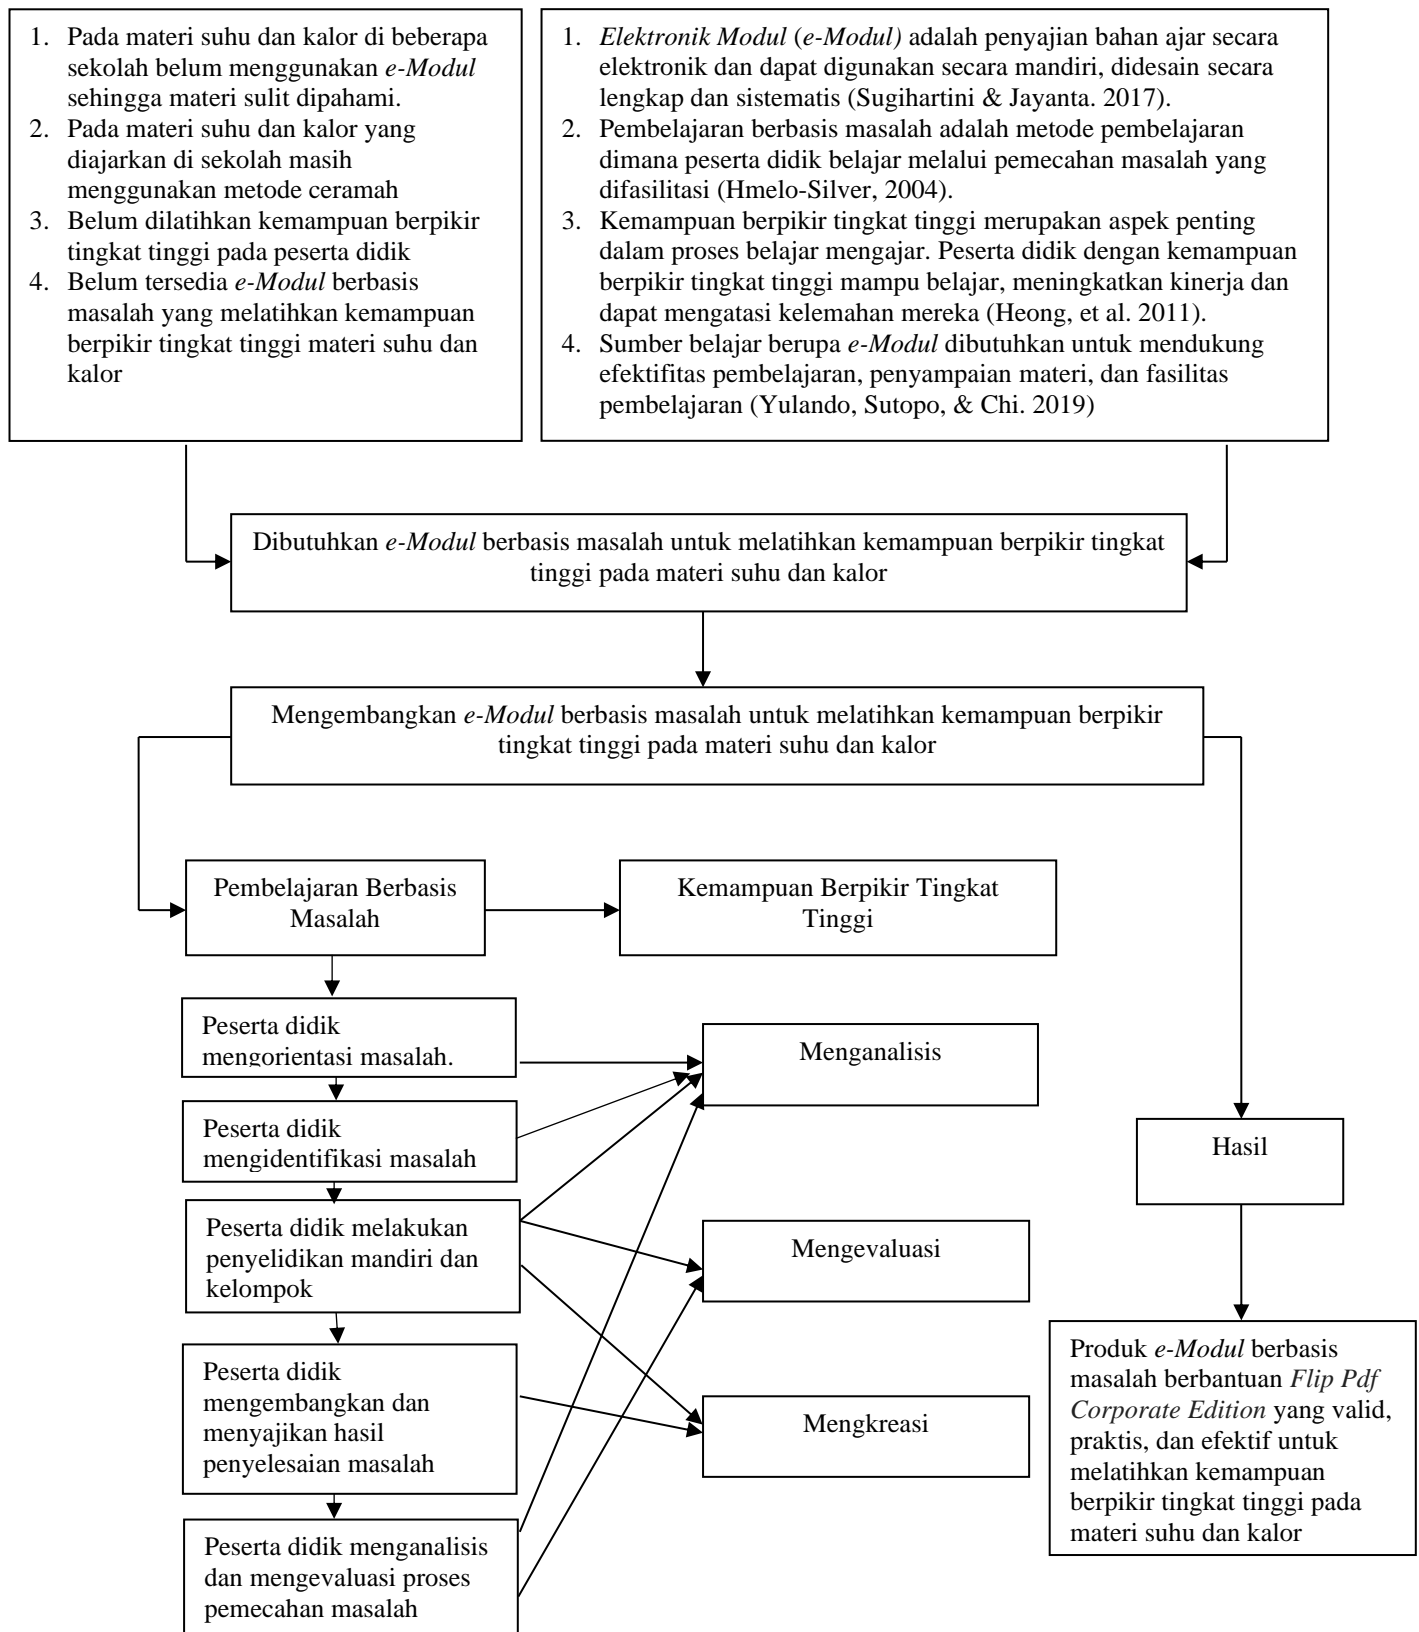 1. Pada materi suhu dan kalor di beberapa
sekolah belum menggunakan e-Modul
sehingga materi sulit dipahami.
2. Pada materi suhu dan kalor yang
diajarkan di sekolah masih
menggunakan metode ceramah
3. Belum dilatihkan kemampuan berpikir
tingkat tinggi pada peserta didik
4. Belum tersedia e-Modul berbasis
masalah yang melatihkan kemampuan
berpikir tingkat tinggi materi suhu dan
kalor
1. Elektronik Modul (e-Modul) adalah penyajian bahan ajar secara
elektronik dan dapat digunakan secara mandiri, didesain secara
lengkap dan sistematis (Sugihartini & Jayanta. 2017).
2. Pembelajaran berbasis masalah adalah metode pembelajaran
dimana peserta didik belajar melalui pemecahan masalah yang
difasilitasi (Hmelo-Silver, 2004).
3. Kemampuan berpikir tingkat tinggi merupakan aspek penting
dalam proses belajar mengajar. Peserta didik dengan kemampuan
berpikir tingkat tinggi mampu belajar, meningkatkan kinerja dan
dapat mengatasi kelemahan mereka (Heong, et al. 2011).
4. Sumber belajar berupa e-Modul dibutuhkan untuk mendukung
efektifitas pembelajaran, penyampaian materi, dan fasilitas
pembelajaran (Yulando, Sutopo, & Chi. 2019)
Dibutuhkan e-Modul berbasis masalah untuk melatihkan kemampuan berpikir tingkat
tinggi pada materi suhu dan kalor
Mengembangkan e-Modul berbasis masalah untuk melatihkan kemampuan berpikir
tingkat tinggi pada materi suhu dan kalor
Pembelajaran Berbasis
Masalah
Kemampuan Berpikir Tingkat
Tinggi
Peserta didik
mengorientasi masalah.
Menganalisis
Peserta didik
mengidentifikasi masalah
Hasil
Peserta didik melakukan
penyelidikan mandiri dan
kelompok
Mengevaluasi
Peserta didik
mengembangkan dan
menyajikan hasil
penyelesaian masalah
Mengkreasi
Produk e-Modul berbasis
masalah berbantuan Flip Pdf
Corporate Edition yang valid,
praktis, dan efektif untuk
melatihkan kemampuan
berpikir tingkat tinggi pada
materi suhu dan kalor
Peserta didik menganalisis
dan mengevaluasi proses
pemecahan masalah